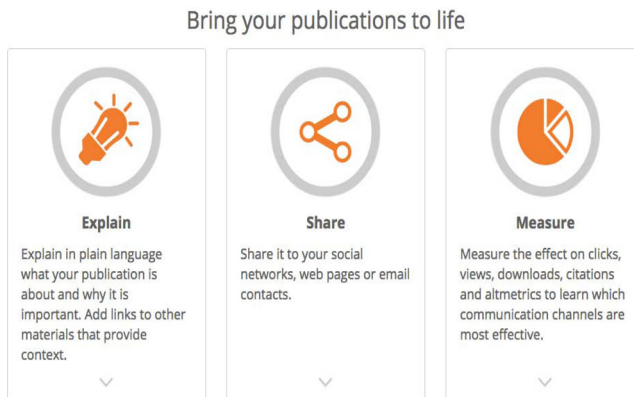 Bring your publications to life
Explain
Explain in plain language
what your publication is
about and why it is
important. Add links to other
materials that provide
context.
Share
Share it to your social
networks, web pages or email
contacts.
Measure
Measure the effect on clicks,
views, downloads, citations
and altmetrics to learn which
communication channels are
most effective.